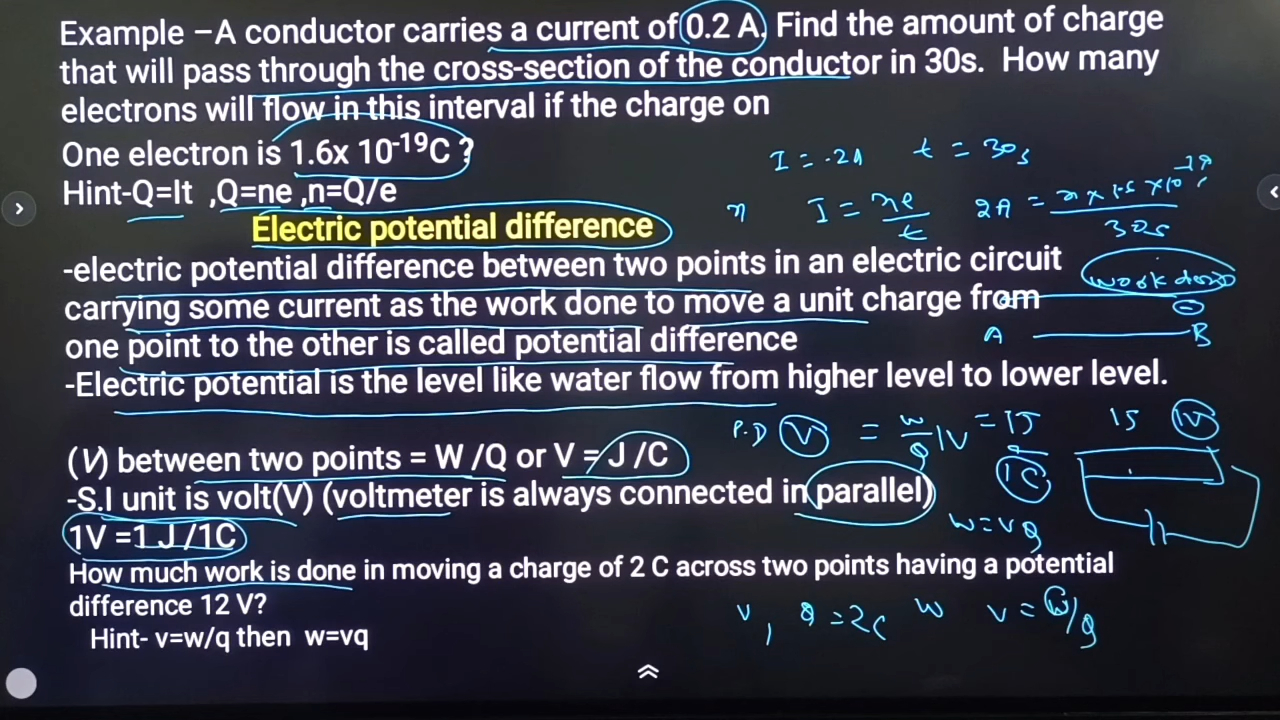 Example –A conductor carries a current of 0.2 A. Find the amount of charge
that will pass through the cross-section of the conductor in 30s. How many
electrons will flow in this interval if the charge on
One electron is 1.6x 10⁻¹⁹C ?
I = .2A t = 30s
Hint-Q=It ,Q=ne ,n=Q/e
n I = ne/t
30s
Electric potential difference
-electric potential difference between two points in an electric circuit
work done
carrying some current as the work done to move a unit charge from
one point to the other is called potential difference
A B
-Electric potential is the level like water flow from higher level to lower level.
P.D V = W/Q 1V = 1J/1C 1J 1V
(V) between two points = W /Q or V = J /C
-S.I unit is volt(V) (voltmeter is always connected in parallel)
W=VQ
1V =1 J /1C
How much work is done in moving a charge of 2 C across two points having a potential
difference 12 V?
V, Q =2C W V = W/Q
Hint- v=w/q then w=vq